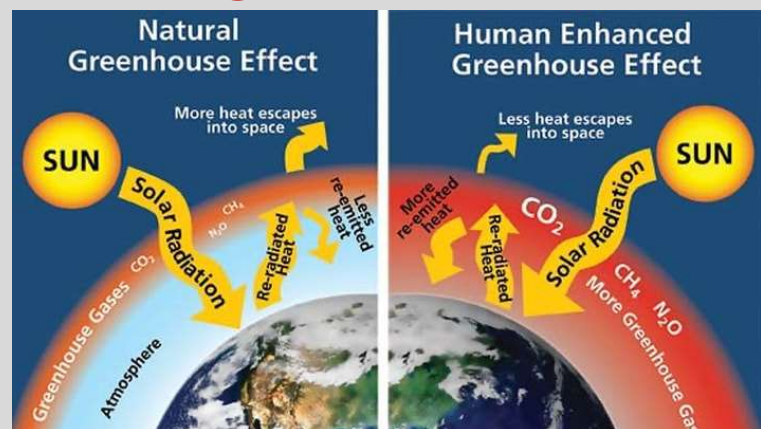 Natural
Greenhouse Effect
More heat escapes
into space
SUN
Solar Radiation
Re-radiated
Heat
Less
re-emitted
heat
CH₄
N₂O
CO₂
Greenhouse Gases
Atmosphere
Human Enhanced
Greenhouse Effect
Less heat escapes
into space
SUN
Solar Radiation
More
re-emitted
heat
Re-radiated
Heat
CO₂
CH₄ N₂O
More Greenhouse Gas